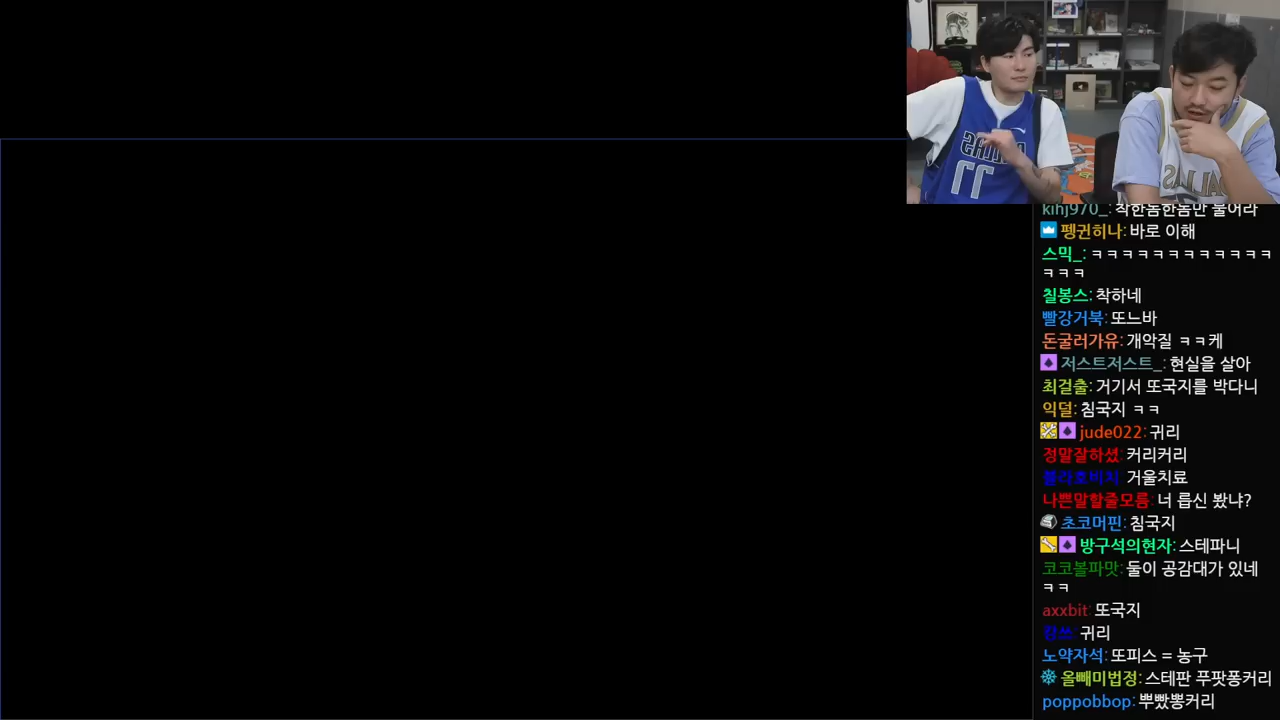 kihj970_: 착한놈한놈만 물어라
펭귄히나: 바로 이해
스믹_: ㅋㅋㅋㅋㅋㅋㅋㅋㅋㅋㅋㅋ
ㅋㅋㅋ
칠봉스: 착하네
빨강거북: 또느바
돈굴러가유: 개악질 ㅋㅋ케
저스트저스트_: 현실을 살아
최걸출: 거기서 또국지를 박다니
익덜: 침국지 ㅋㅋ
jude022: 귀리
정말잘하셨: 커리커리
블라호비치: 거울치료
나쁜말할줄모름: 너 릅신 봤냐?
초코머핀: 침국지
방구석의현자: 스테파니
코코볼파맛: 둘이 공감대가 있네
ㅋㅋ
axxbit: 또국지
귀리
노약자석: 또피스 = 농구
올빼미법정: 스테판 푸팟퐁커리
poppobbop: 뿌빴뽕커리